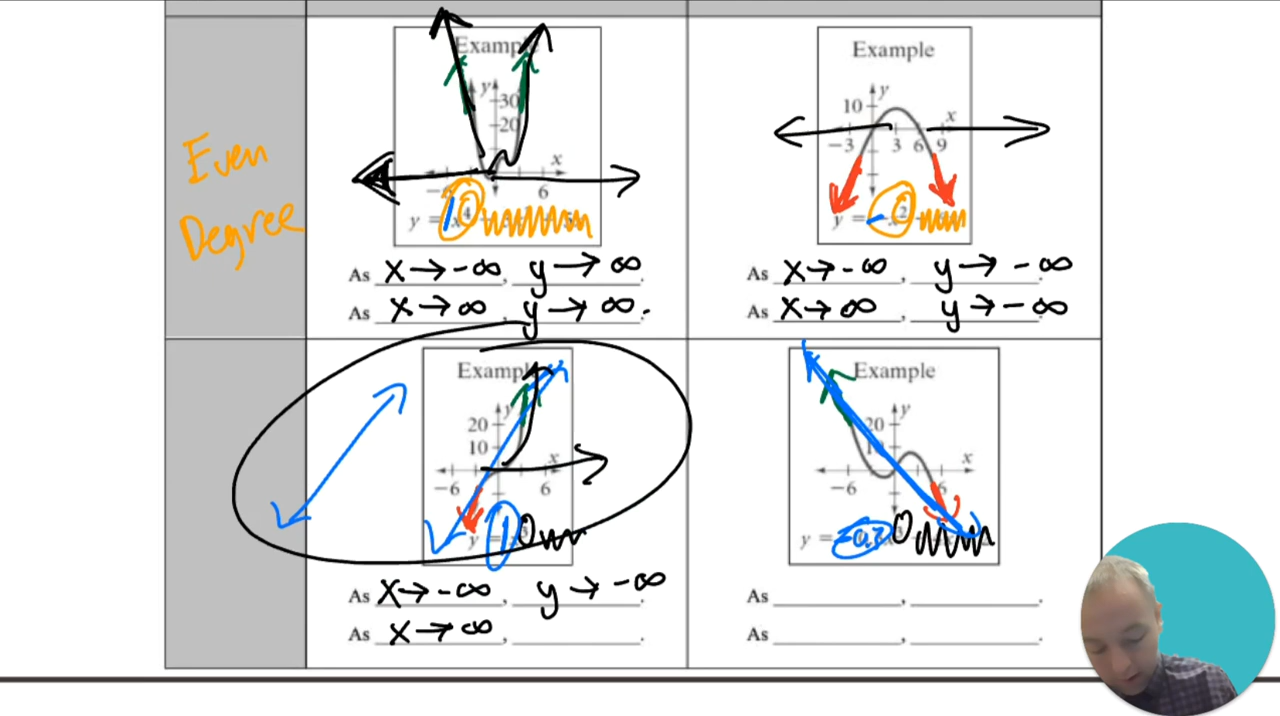 Even
Degree
Example
y
30
20
x
6
y =
As x→-∞, y→∞.
As x→∞, y→∞.
Example
y
10
x
-3 3 6 9
y = -
As x→-∞, y→-∞
As x→∞, y→-∞
Example
y
20
10
x
-6 6
y =
As x→-∞, y→-∞.
As x→∞, .
Example
y
20
x
-6 6
y =
As , .
As , .